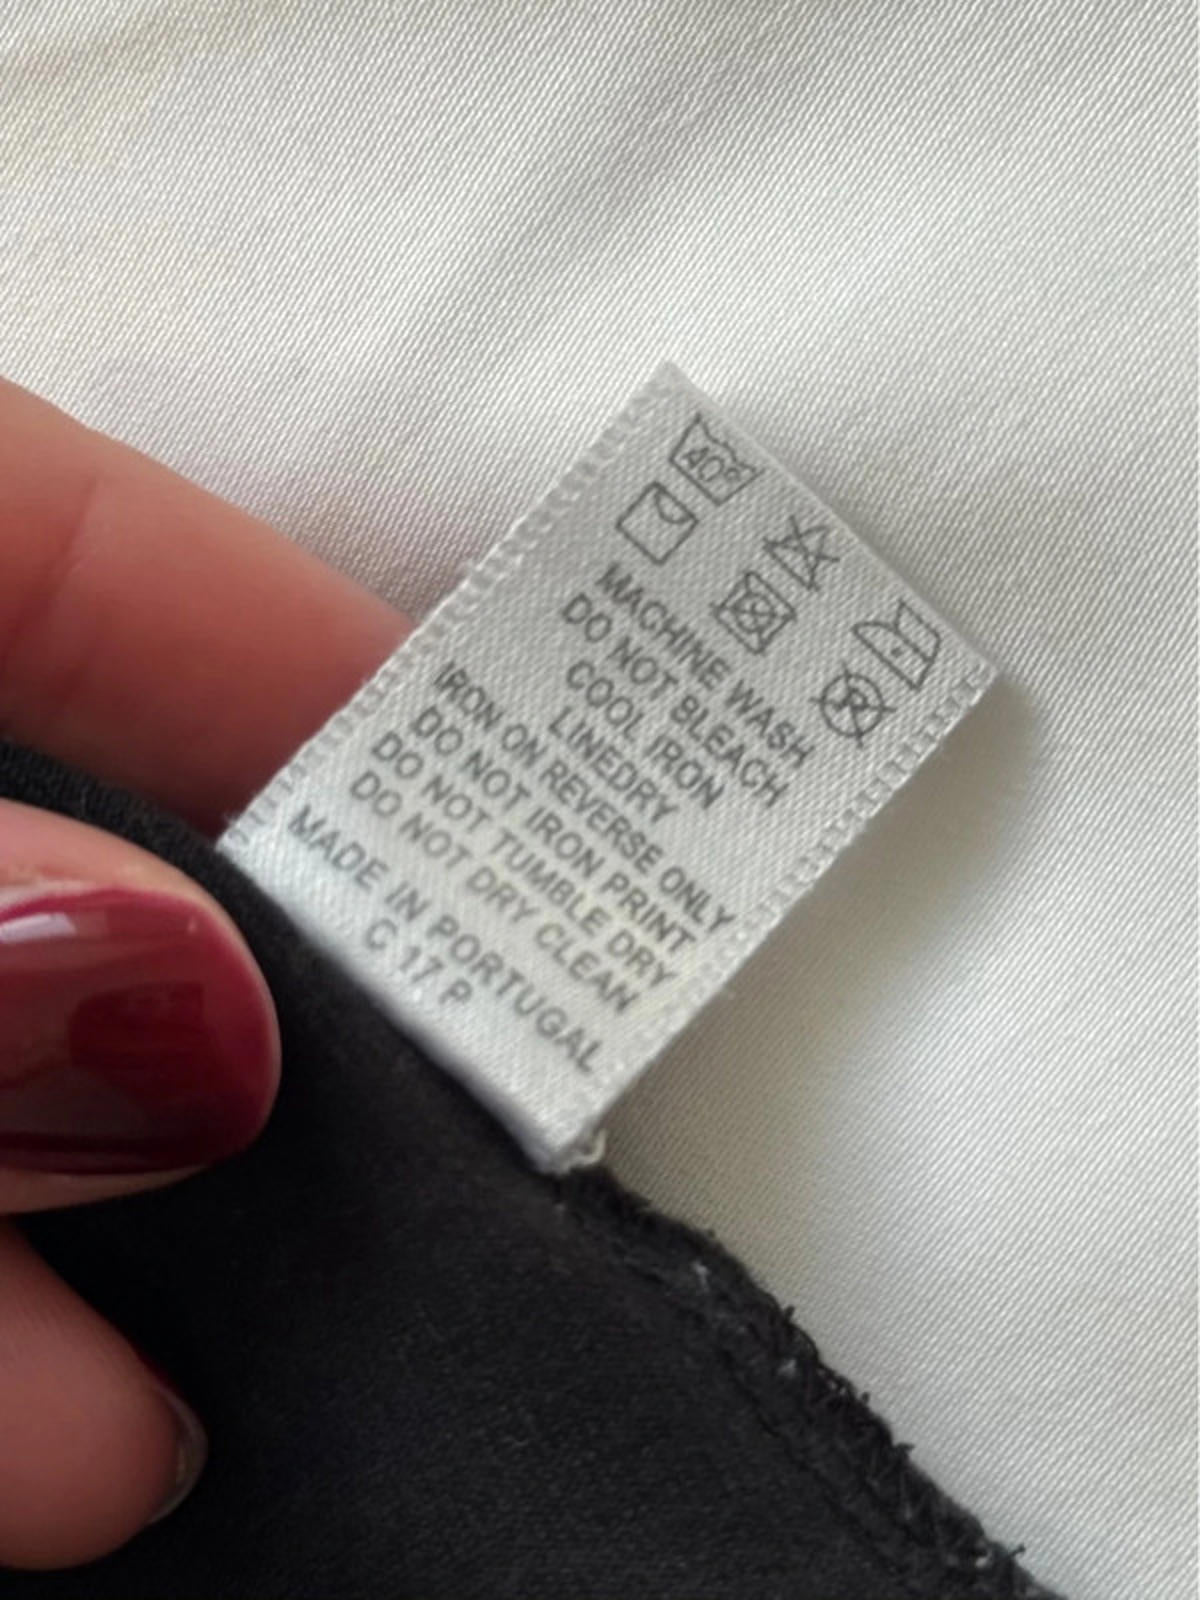 40°
MACHINE WASH
DO NOT BLEACH
COOL IRON
LINEDRY
IRON ON REVERSE ONLY
DO NOT IRON PRINT
DO NOT TUMBLE DRY
DO NOT DRY CLEAN
MADE IN PORTUGAL
C 17 P